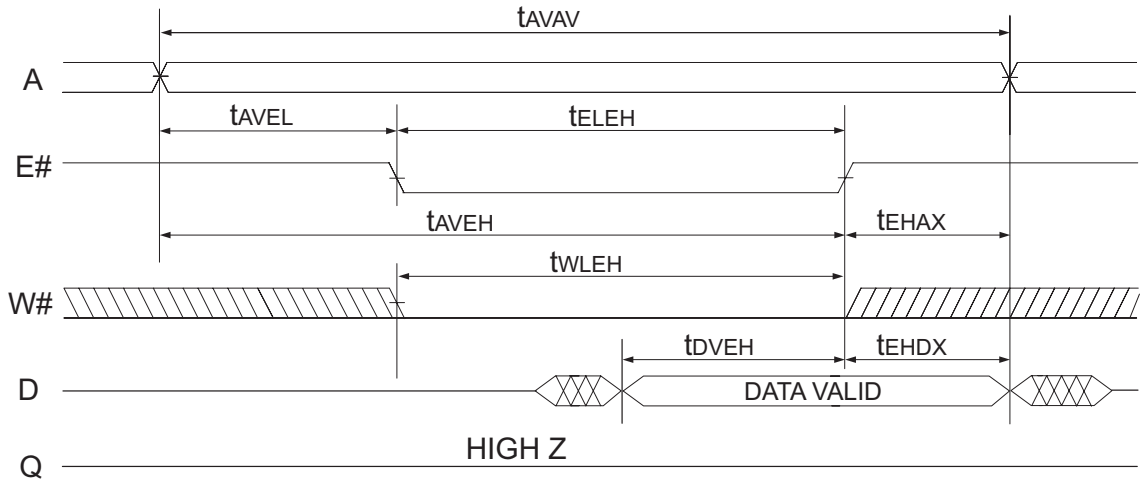 tAVAV
A
tAVEL
tELEH
E#
tAVEH
tEHAX
tWLEH
W#
tDVEH
tEHDX
D
DATA VALID
HIGH Z
Q